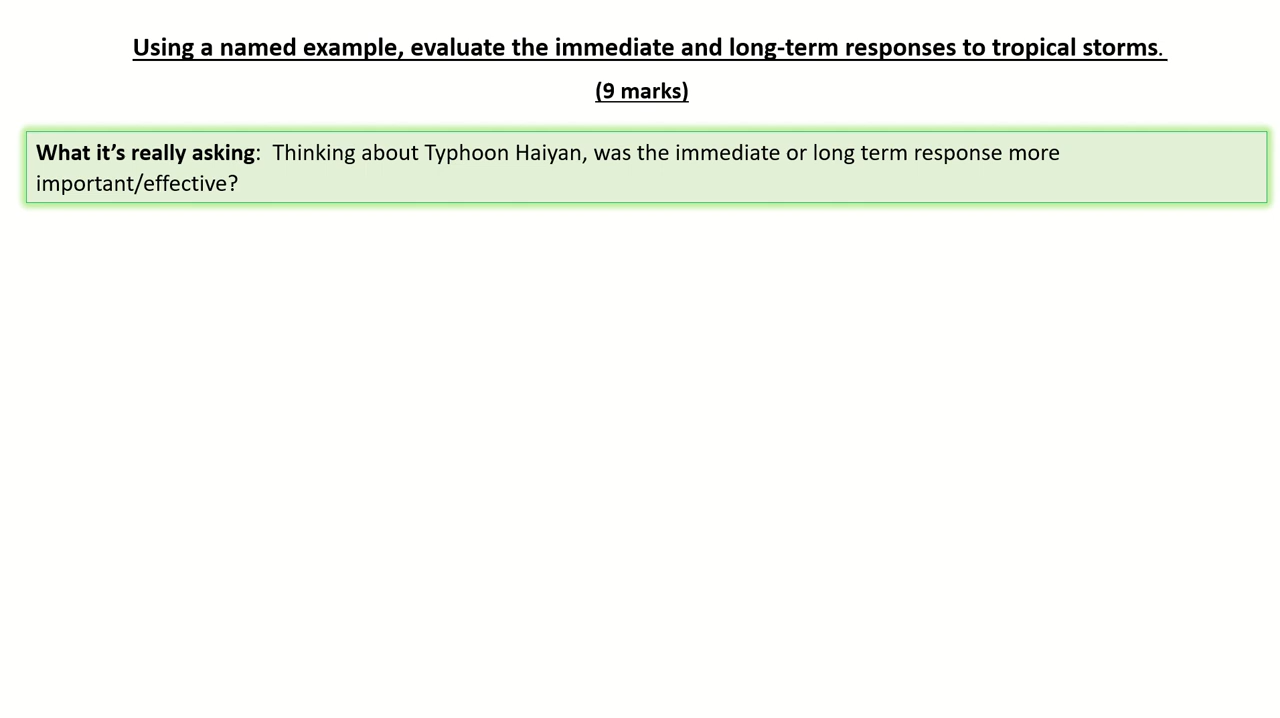 Using a named example, evaluate the immediate and long-term responses to tropical storms.
(9 marks)
What it’s really asking:  Thinking about Typhoon Haiyan, was the immediate or long term response more
important/effective?